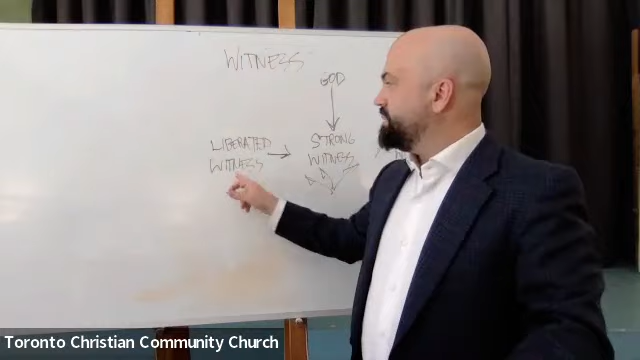 WITNESS
GOD
LIBERATED
WITNESS
STRONG
WITNESS
Toronto Christian Community Church